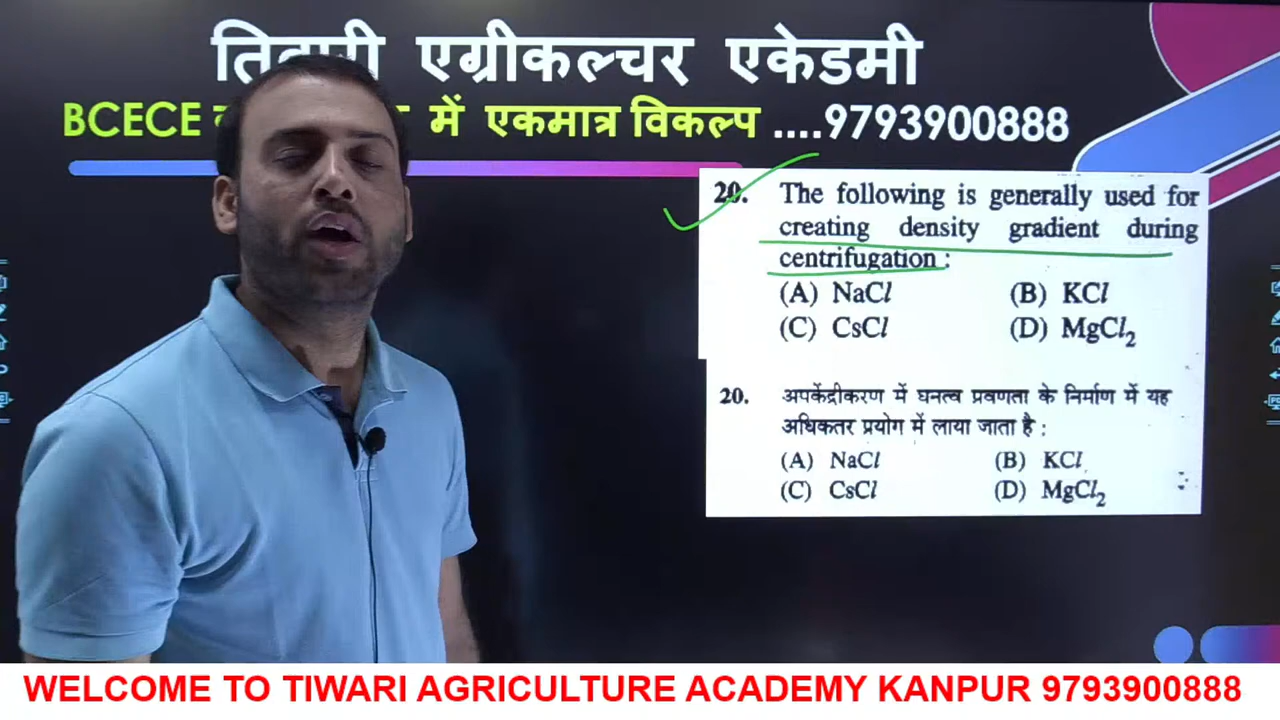 तिवारी एग्रीकल्चर एकेडमी
BCECE में एकमात्र विकल्प ....9793900888
20. The following is generally used for
creating density gradient during
centrifugation :
(A) NaCl (B) KCl
(C) CsCl (D) MgCl₂
20. अपकेंद्रीकरण में घनत्व प्रवणता के निर्माण में यह
अधिकतर प्रयोग में लाया जाता है :
(A) NaCl (B) KCl
(C) CsCl (D) MgCl₂
WELCOME TO TIWARI AGRICULTURE ACADEMY KANPUR 9793900888